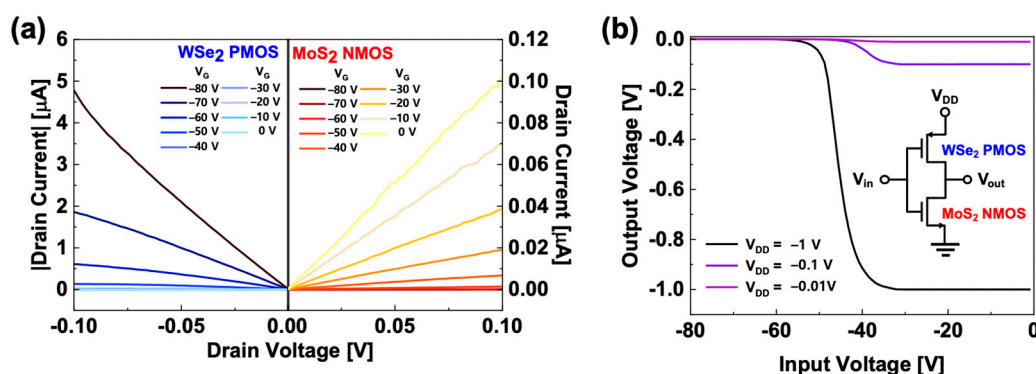 (a)
WSe2 PMOS
MoS2 NMOS
VG
VG
VG
VG
−80 V
−30 V
−80 V
−30 V
−70 V
−20 V
−70 V
−20 V
−60 V
−10 V
−60 V
−10 V
−50 V
0 V
−50 V
0 V
−40 V
−40 V
|Drain Current| [μA]
6
5
4
3
2
1
0
0.12
0.10
0.08
0.06
0.04
0.02
0.00
Drain Current [μA]
-0.10
-0.05
0.00
0.05
0.10
Drain Voltage [V]
(b)
Output Voltage [V]
0.0
-0.2
-0.4
-0.6
-0.8
-1.0
VDD
WSe2 PMOS
Vin
Vout
MoS2 NMOS
VDD = −1 V
VDD = −0.1 V
VDD = −0.01V
-80
-60
-40
-20
0
Input Voltage [V]